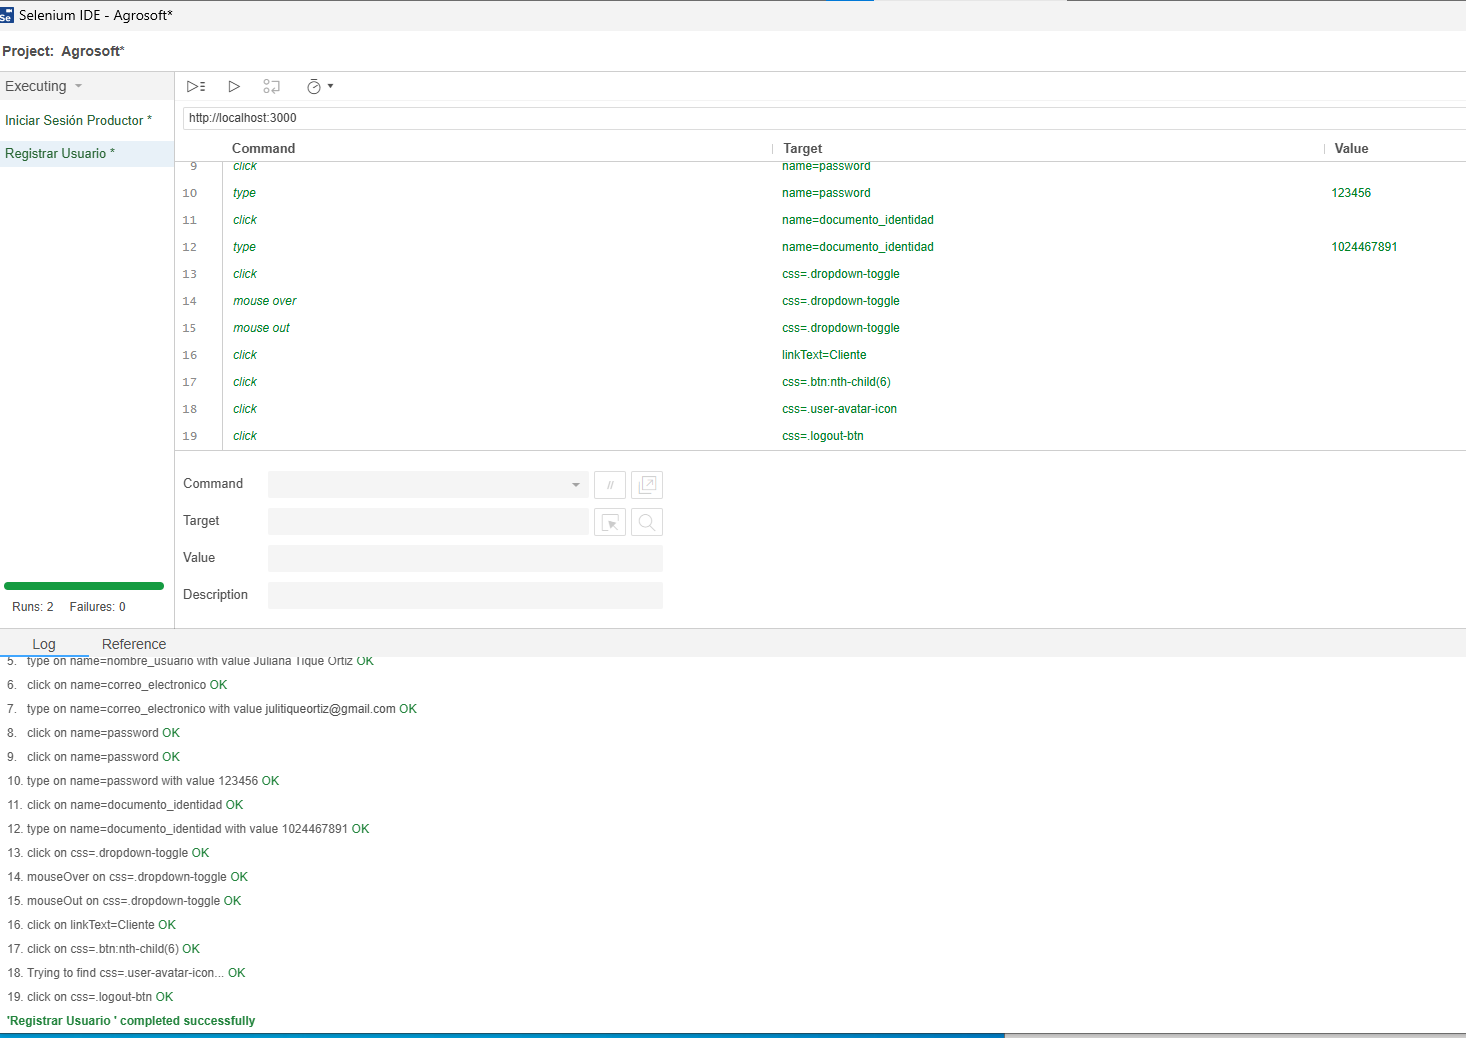 Se Selenium IDE - Agrosoft*
Project: Agrosoft*
Executing
http://localhost:3000
Iniciar Sesión Productor *
Registrar Usuario *
Command Target Value
9 click name=password
10 type name=password 123456
11 click name=documento_identidad
12 type name=documento_identidad 1024467891
13 click css=.dropdown-toggle
14 mouse over css=.dropdown-toggle
15 mouse out css=.dropdown-toggle
16 click linkText=Cliente
17 click css=.btn:nth-child(6)
18 click css=.user-avatar-icon
19 click css=.logout-btn
Command //
Target
Value
Description
Runs: 2 Failures: 0
Log Reference
5. type on name=nombre_usuario with value Juliana Tique Ortiz OK
6. click on name=correo_electronico OK
7. type on name=correo_electronico with value julitiqueortiz@gmail.com OK
8. click on name=password OK
9. click on name=password OK
10. type on name=password with value 123456 OK
11. click on name=documento_identidad OK
12. type on name=documento_identidad with value 1024467891 OK
13. click on css=.dropdown-toggle OK
14. mouseOver on css=.dropdown-toggle OK
15. mouseOut on css=.dropdown-toggle OK
16. click on linkText=Cliente OK
17. click on css=.btn:nth-child(6) OK
18. Trying to find css=.user-avatar-icon... OK
19. click on css=.logout-btn OK
'Registrar Usuario ' completed successfully